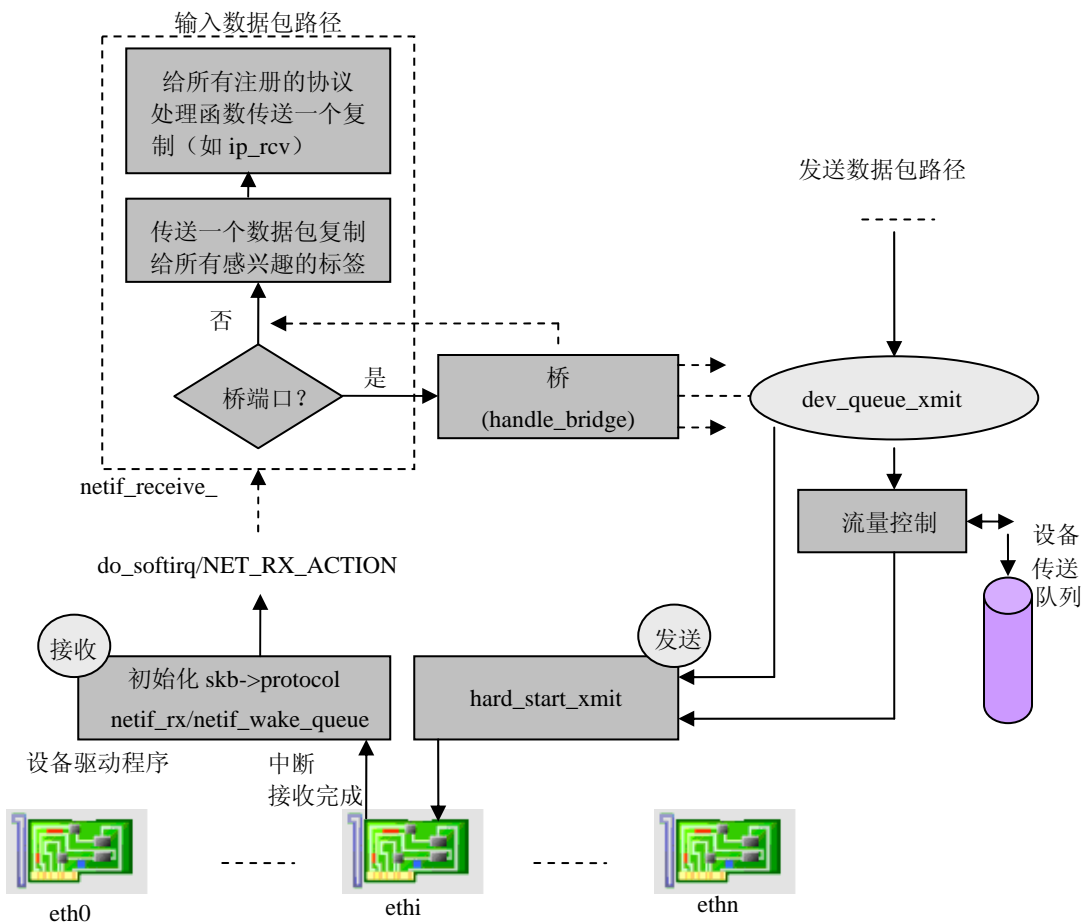 输入数据包路径
给所有注册的协议
处理函数传送一个复
制（如 ip_rcv）
传送一个数据包复制
给所有感兴趣的标签
否
桥端口？
是
netif_receive_
桥
(handle_bridge)
发送数据包路径
dev_queue_xmit
流量控制
设备
传送
队列
do_softirq/NET_RX_ACTION
接收
初始化 skb->protocol
netif_rx/netif_wake_queue
发送
hard_start_xmit
设备驱动程序
中断
接收完成
eth0
ethi
ethn